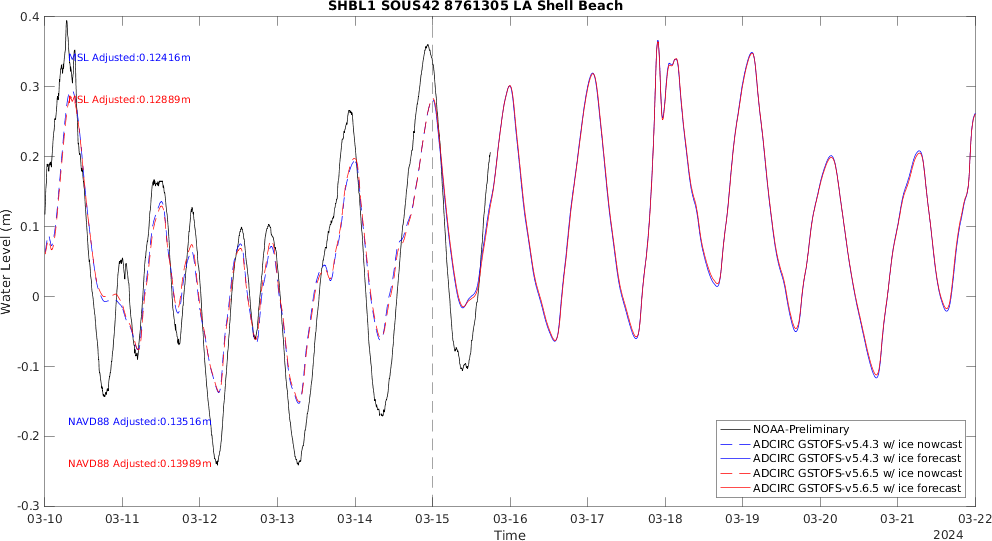 SHBL1 SOUS42 8761305 LA Shell Beach
0.4
0.3
0.2
0.1
0
-0.1
-0.2
-0.3
Water Level (m)
MSL Adjusted:0.12416m
MSL Adjusted:0.12889m
NAVD88 Adjusted:0.13516m
NAVD88 Adjusted:0.13989m
NOAA-Preliminary
ADCIRC GSTOFS-v5.4.3 w/ ice nowcast
ADCIRC GSTOFS-v5.4.3 w/ ice forecast
ADCIRC GSTOFS-v5.6.5 w/ ice nowcast
ADCIRC GSTOFS-v5.6.5 w/ ice forecast
03-10 03-11 03-12 03-13 03-14 03-15 03-16 03-17 03-18 03-19 03-20 03-21 03-22
Time
2024